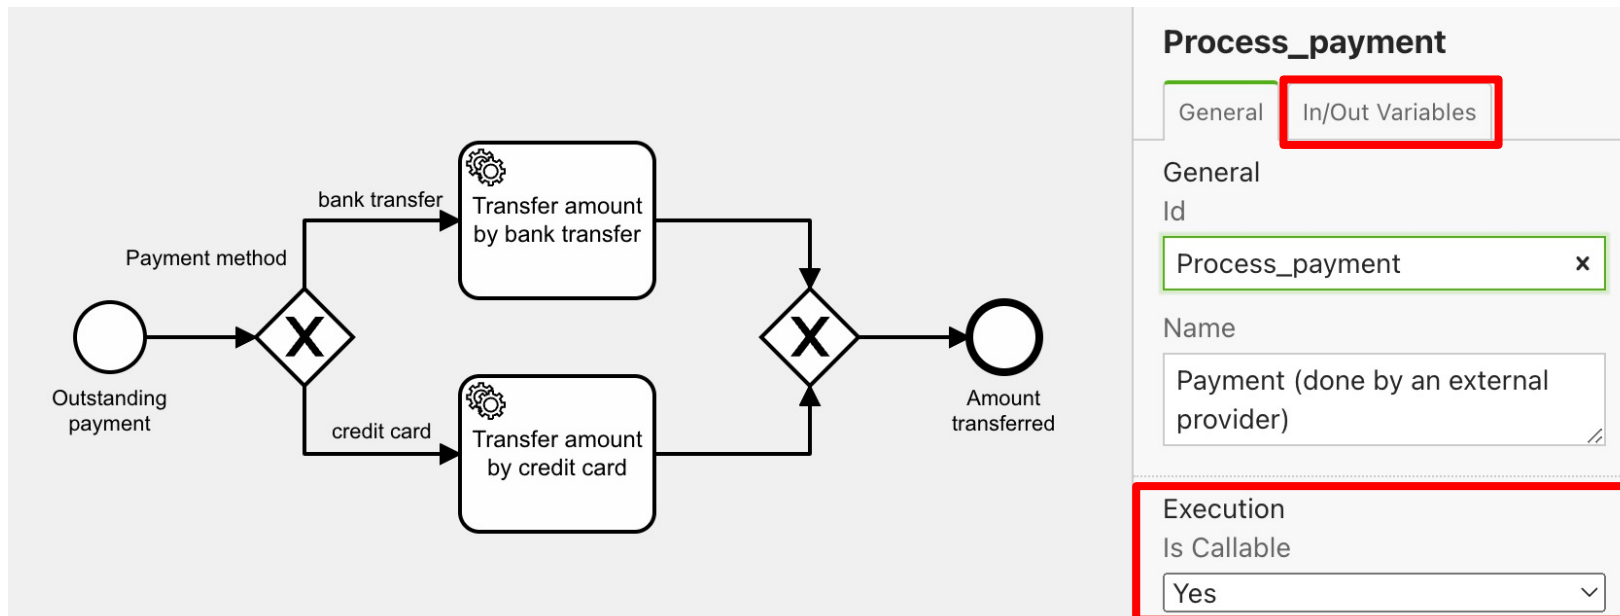 Process_payment
General
In/Out Variables
General
Id
Process_payment
Name
Payment (done by an external
provider)
Execution
Is Callable
Yes
bank transfer
Transfer amount
by bank transfer
Payment method
X
X
Outstanding
payment
credit card
Transfer amount
by credit card
Amount
transferred